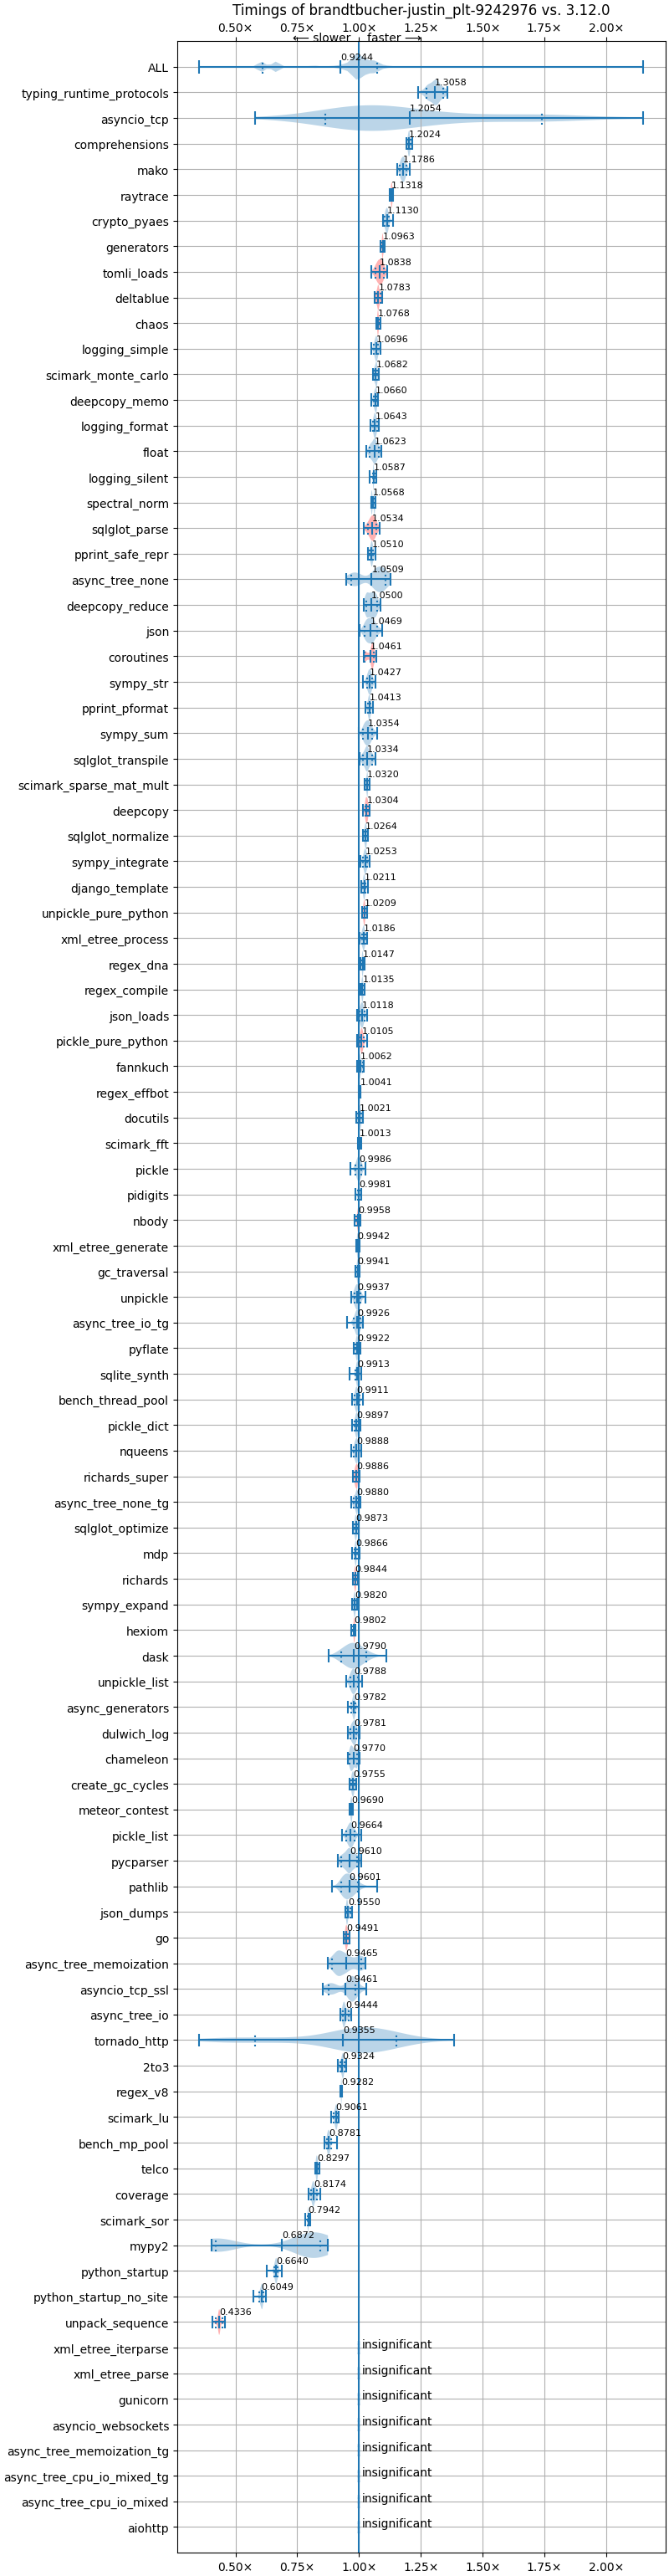 Timings of brandtbucher-justin_plt-9242976 vs. 3.12.0
0.50× 0.75× 1.00× 1.25× 1.50× 1.75× 2.00×
⟵ slower faster ⟶
ALL 0.9244
typing_runtime_protocols 1.3058
asyncio_tcp 1.2054
comprehensions 1.2024
mako 1.1786
raytrace 1.1318
crypto_pyaes 1.1130
generators 1.0963
tomli_loads 1.0838
deltablue 1.0783
chaos 1.0768
logging_simple 1.0696
scimark_monte_carlo 1.0682
deepcopy_memo 1.0660
logging_format 1.0643
float 1.0623
logging_silent 1.0587
spectral_norm 1.0568
sqlglot_parse 1.0534
pprint_safe_repr 1.0510
async_tree_none 1.0509
deepcopy_reduce 1.0500
json 1.0469
coroutines 1.0461
sympy_str 1.0427
pprint_pformat 1.0413
sympy_sum 1.0354
sqlglot_transpile 1.0334
scimark_sparse_mat_mult 1.0320
deepcopy 1.0304
sqlglot_normalize 1.0264
sympy_integrate 1.0253
django_template 1.0211
unpickle_pure_python 1.0209
xml_etree_process 1.0186
regex_dna 1.0147
regex_compile 1.0135
json_loads 1.0118
pickle_pure_python 1.0105
fannkuch 1.0062
regex_effbot 1.0041
docutils 1.0021
scimark_fft 1.0013
pickle 0.9986
pidigits 0.9981
nbody 0.9958
xml_etree_generate 0.9942
gc_traversal 0.9941
unpickle 0.9937
async_tree_io_tg 0.9926
pyflate 0.9922
sqlite_synth 0.9913
bench_thread_pool 0.9911
pickle_dict 0.9897
nqueens 0.9888
richards_super 0.9886
async_tree_none_tg 0.9880
sqlglot_optimize 0.9873
mdp 0.9866
richards 0.9844
sympy_expand 0.9820
hexiom 0.9802
dask 0.9790
unpickle_list 0.9788
async_generators 0.9782
dulwich_log 0.9781
chameleon 0.9770
create_gc_cycles 0.9755
meteor_contest 0.9690
pickle_list 0.9664
pycparser 0.9610
pathlib 0.9601
json_dumps 0.9550
go 0.9491
async_tree_memoization 0.9465
asyncio_tcp_ssl 0.9461
async_tree_io 0.9444
tornado_http 0.9355
2to3 0.9324
regex_v8 0.9282
scimark_lu 0.9061
bench_mp_pool 0.8781
telco 0.8297
coverage 0.8174
scimark_sor 0.7942
mypy2 0.6872
python_startup 0.6640
python_startup_no_site 0.6049
unpack_sequence 0.4336
xml_etree_iterparse insignificant
xml_etree_parse insignificant
gunicorn insignificant
asyncio_websockets insignificant
async_tree_memoization_tg insignificant
async_tree_cpu_io_mixed_tg insignificant
async_tree_cpu_io_mixed insignificant
aiohttp insignificant
0.50× 0.75× 1.00× 1.25× 1.50× 1.75× 2.00×